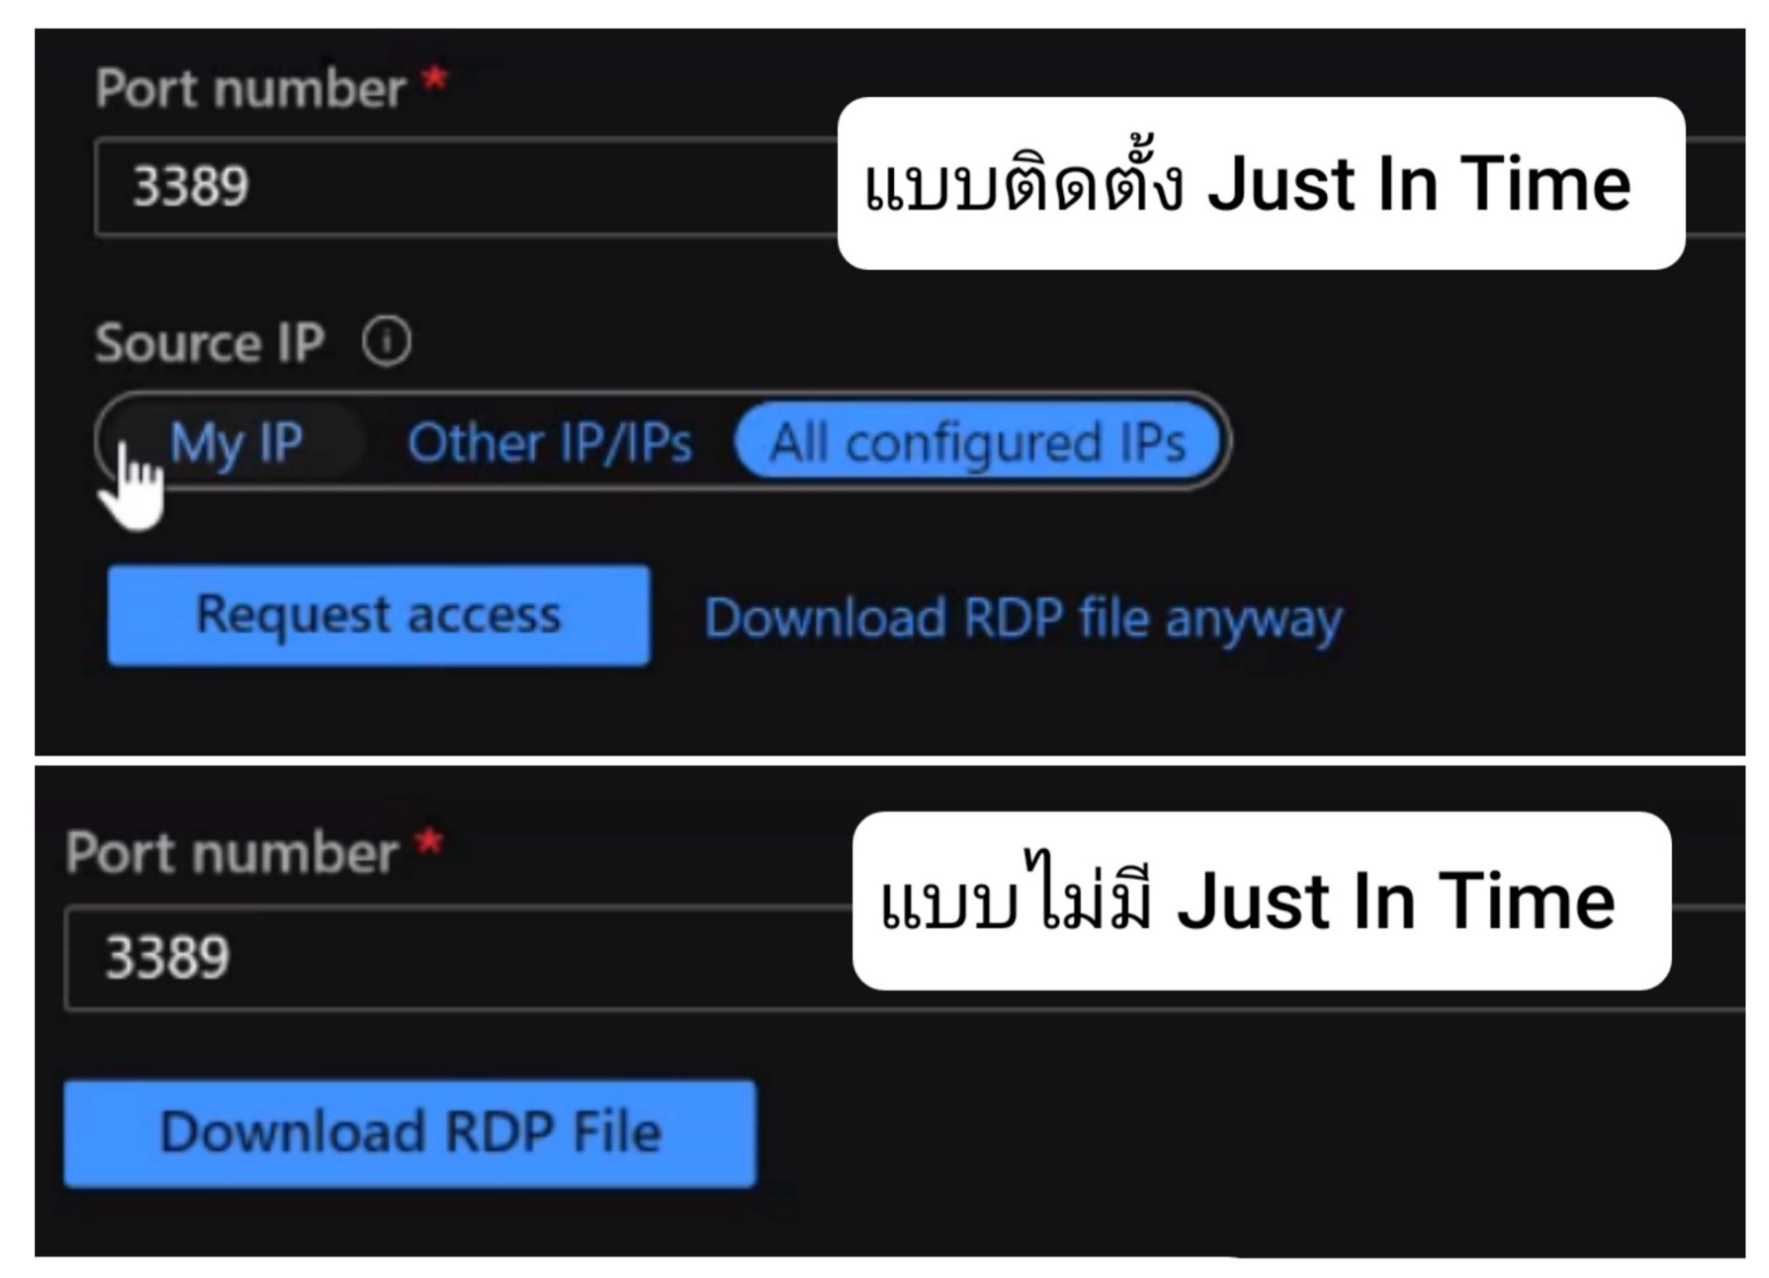 Port number *
3389
แบบติดตั้ง Just In Time
Source IP
My IP Other IP/IPs All configured IPs
Request access Download RDP file anyway
Port number *
3389
แบบไม่มี Just In Time
Download RDP File